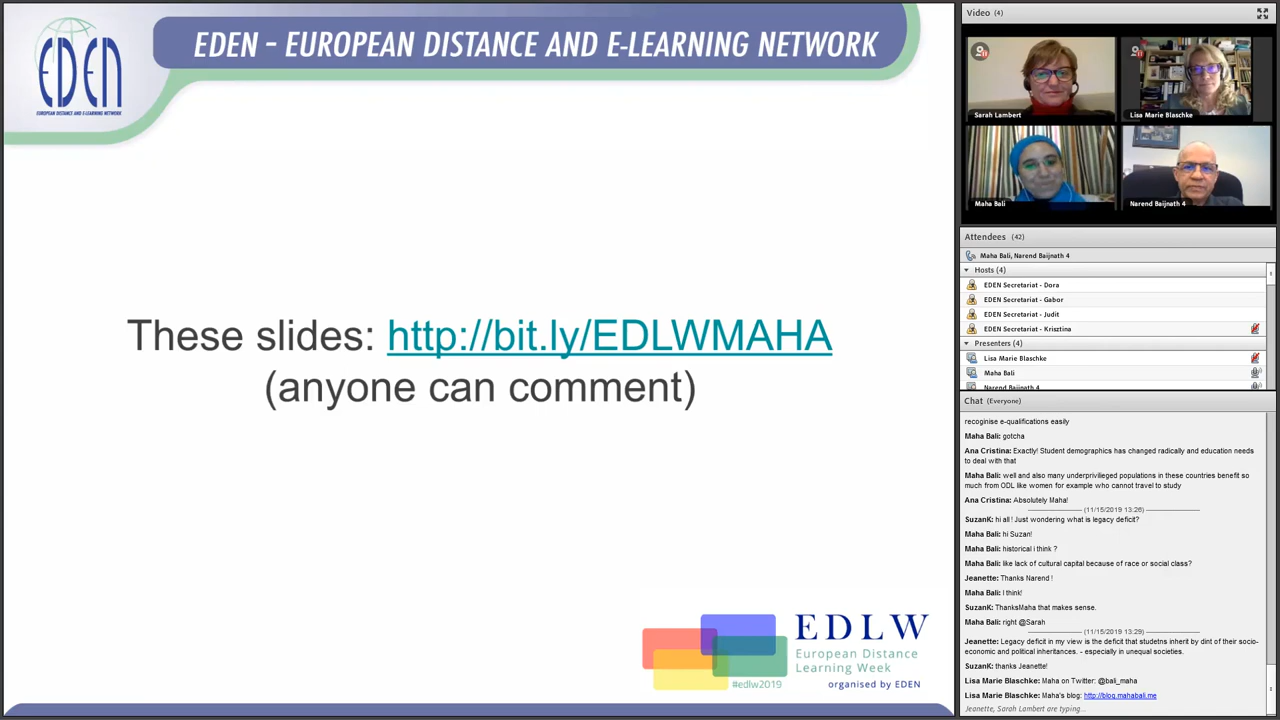 EDEN
EUROPEAN DISTANCE AND E-LEARNING NETWORK
EDEN – EUROPEAN DISTANCE AND E-LEARNING NETWORK
These slides: http://bit.ly/EDLWMAHA
(anyone can comment)
EDLW
European Distance
Learning Week
#edlw2019
organised by EDEN
Video (4)
Sarah Lambert
Lisa Marie Blaschke
Maha Bali
Narend Baijnath 4
Attendees (42)
Maha Bali, Narend Baijnath 4
Hosts (4)
EDEN Secretariat - Dora
EDEN Secretariat - Gabor
EDEN Secretariat - Judit
EDEN Secretariat - Krisztina
Presenters (4)
Lisa Marie Blaschke
Maha Bali
Narend Baijnath 4
Chat (Everyone)
recoginise e-qualifications easily
Maha Bali: gotcha
Ana Cristina: Exactly! Student demographics has changed radically and education needs
to deal with that
Maha Bali: well and also many underprivilieged populations in these countries benefit so
much from ODL like women for example who cannot travel to study
Ana Cristina: Absolutely Maha!
(11/15/2019 13:26)
SuzanK: hi all ! Just wondering what is legacy deficit?
Maha Bali: hi Suzan!
Maha Bali: historical i think ?
Maha Bali: like lack of cultural capital because of race or social class?
Jeanette: Thanks Narend !
Maha Bali: I think!
SuzanK: ThanksMaha that makes sense.
Maha Bali: right @Sarah
(11/15/2019 13:29)
Jeanette: Legacy deficit in my view is the deficit that studetns inherit by dint of their socio-
economic and political inheritances. - especially in unequal societies.
SuzanK: thanks Jeanette!
Lisa Marie Blaschke: Maha on Twitter: @bali_maha
Lisa Marie Blaschke: Maha's blog: http://blog.mahabali.me
Jeanette, Sarah Lambert are typing...